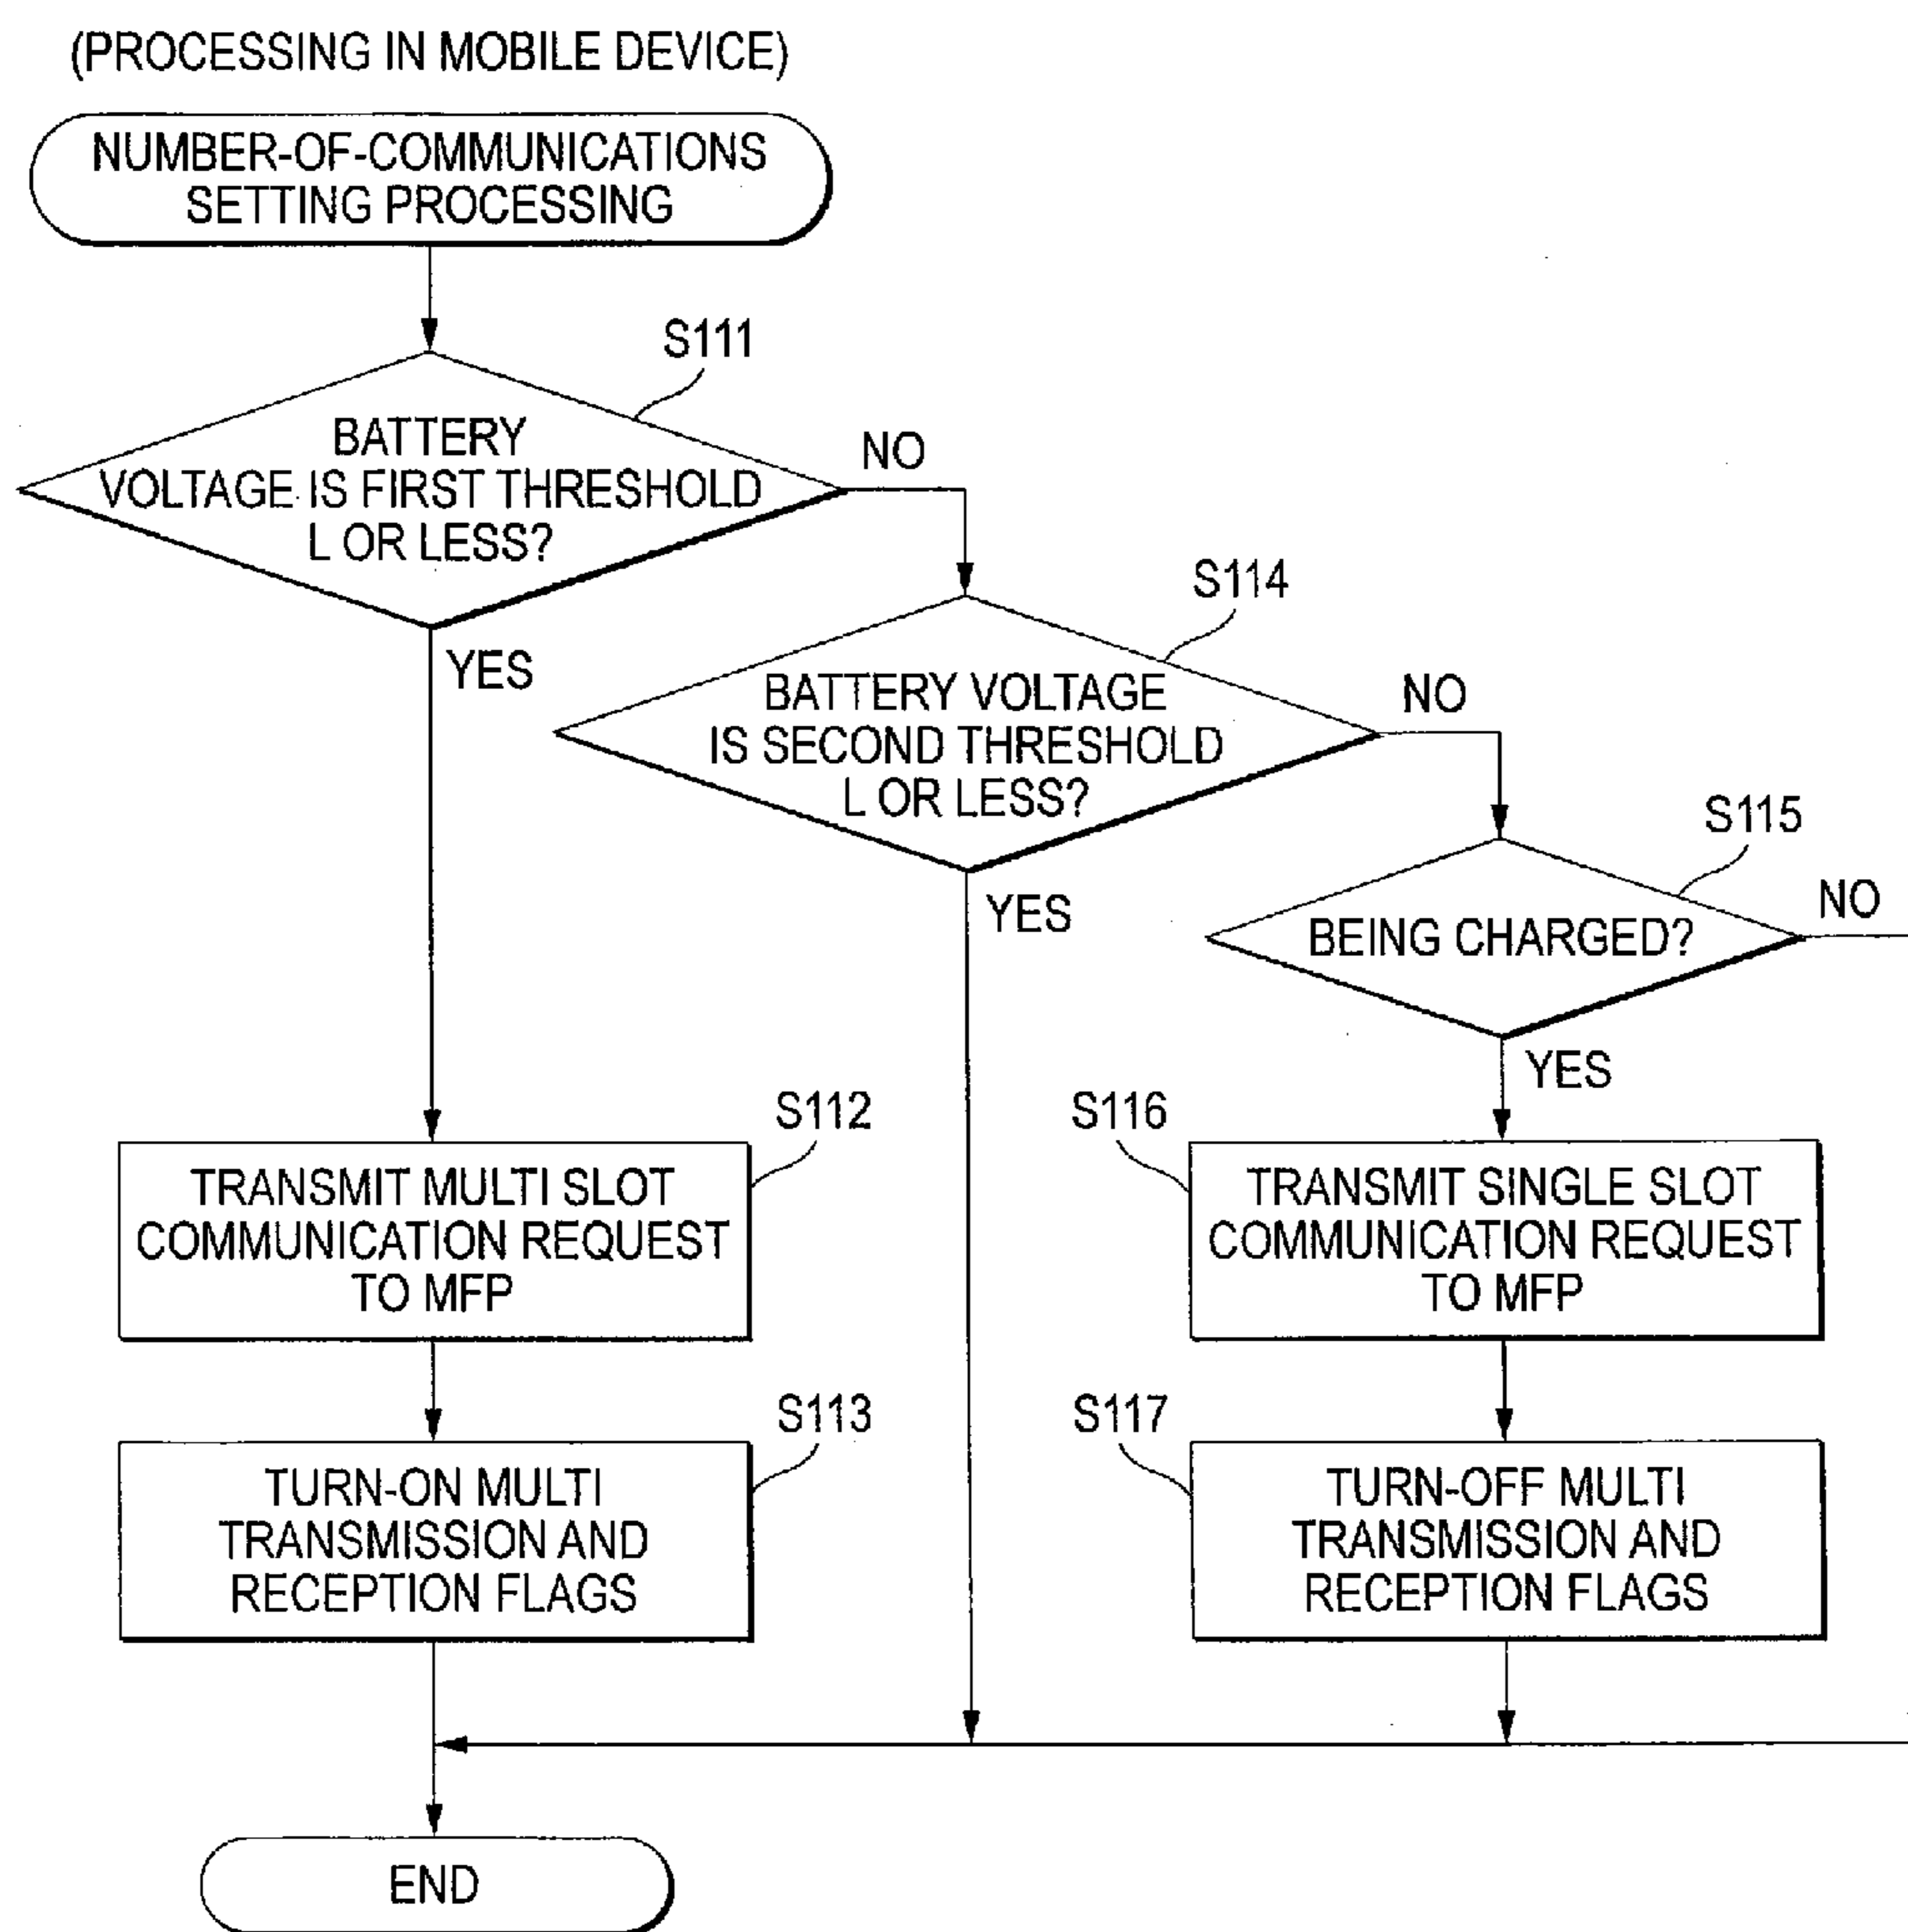 (PROCESSING IN MOBILE DEVICE)
NUMBER-OF-COMMUNICATIONS
SETTING PROCESSING
S111
BATTERY
VOLTAGE IS FIRST THRESHOLD
L OR LESS?
NO
YES
S114
BATTERY VOLTAGE
IS SECOND THRESHOLD
L OR LESS?
NO
YES
S115
BEING CHARGED?
NO
YES
S112
TRANSMIT MULTI SLOT
COMMUNICATION REQUEST
TO MFP
S116
TRANSMIT SINGLE SLOT
COMMUNICATION REQUEST
TO MFP
S113
TURN-ON MULTI
TRANSMISSION AND
RECEPTION FLAGS
S117
TURN-OFF MULTI
TRANSMISSION AND
RECEPTION FLAGS
END